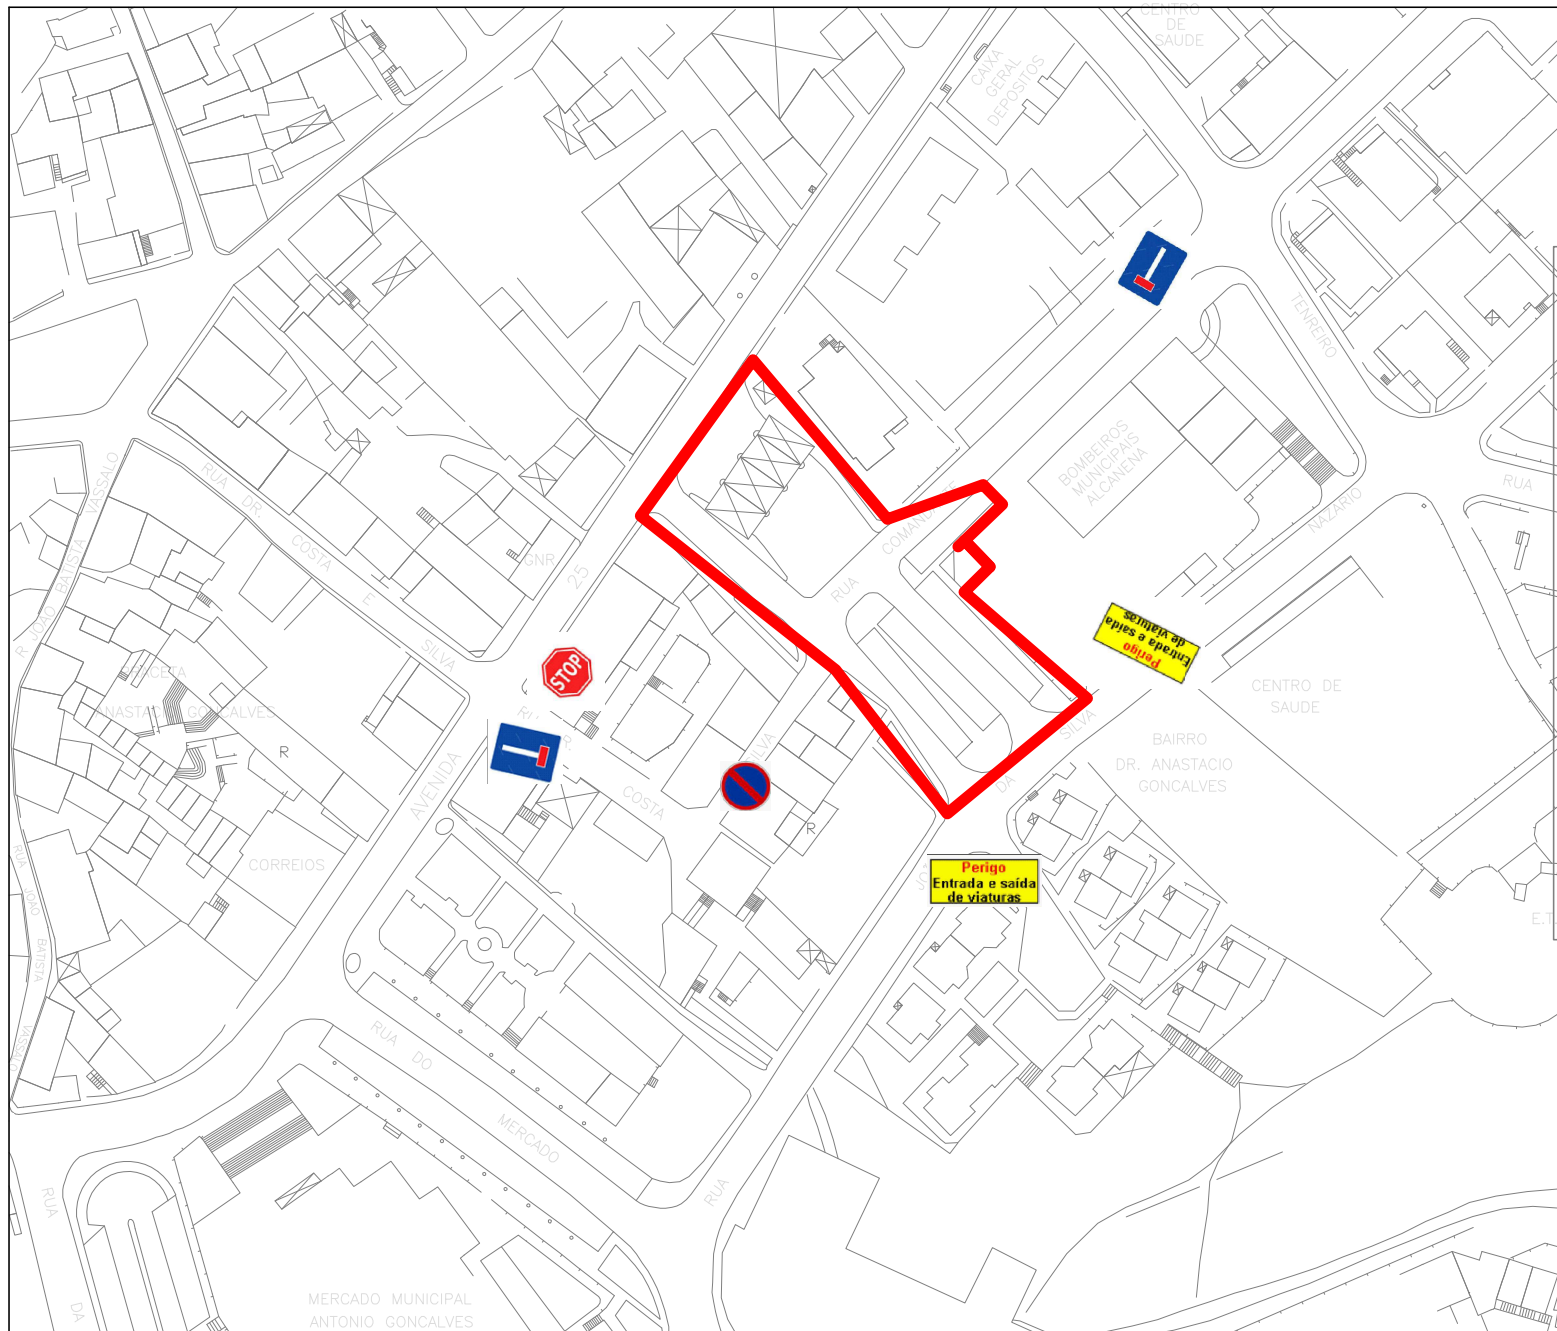 CENTRO
DE
SAUDE
CAIXA
GERAL
DEPOSITOS
TENREIRO
R. JOAO BATISTA VASSALO
RUA DR. COSTA E SILVA
BOMBEIROS
MUNICIPAIS
ALCANENA
RUA
NAZARIO
GNR
25
RUA
Perigo
Entrada e saída
de viaturas
STOP
PRACETA
ANASTACIO GONCALVES
R
CENTRO DE
SAUDE
SILVA
DA
BAIRRO
DR. ANASTACIO
GONCALVES
COSTA
SILVA
AVENIDA
R
CORREIOS
Perigo
Entrada e saída
de viaturas
RUA JOAO BATISTA VASSALO
E.T.
RUA DO MERCADO
RUA
RUA
DA
MERCADO MUNICIPAL
ANTONIO GONCALVES